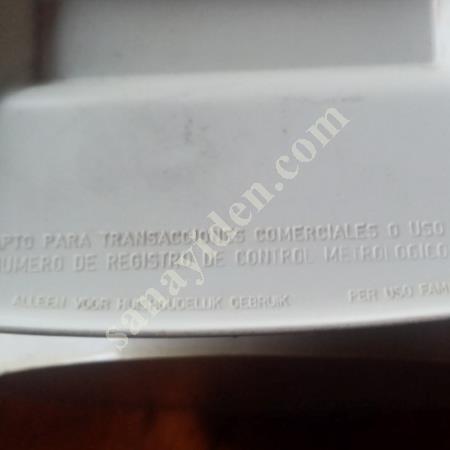 APTO PARA TRANSACCIONES COMERCIALES O USO
NUMERO DE REGISTRO DE CONTROL METROLOGICO
ALLEEN VOOR HUISHOUDELIJK GEBRUIK PER USO FAM
sanayiden.com